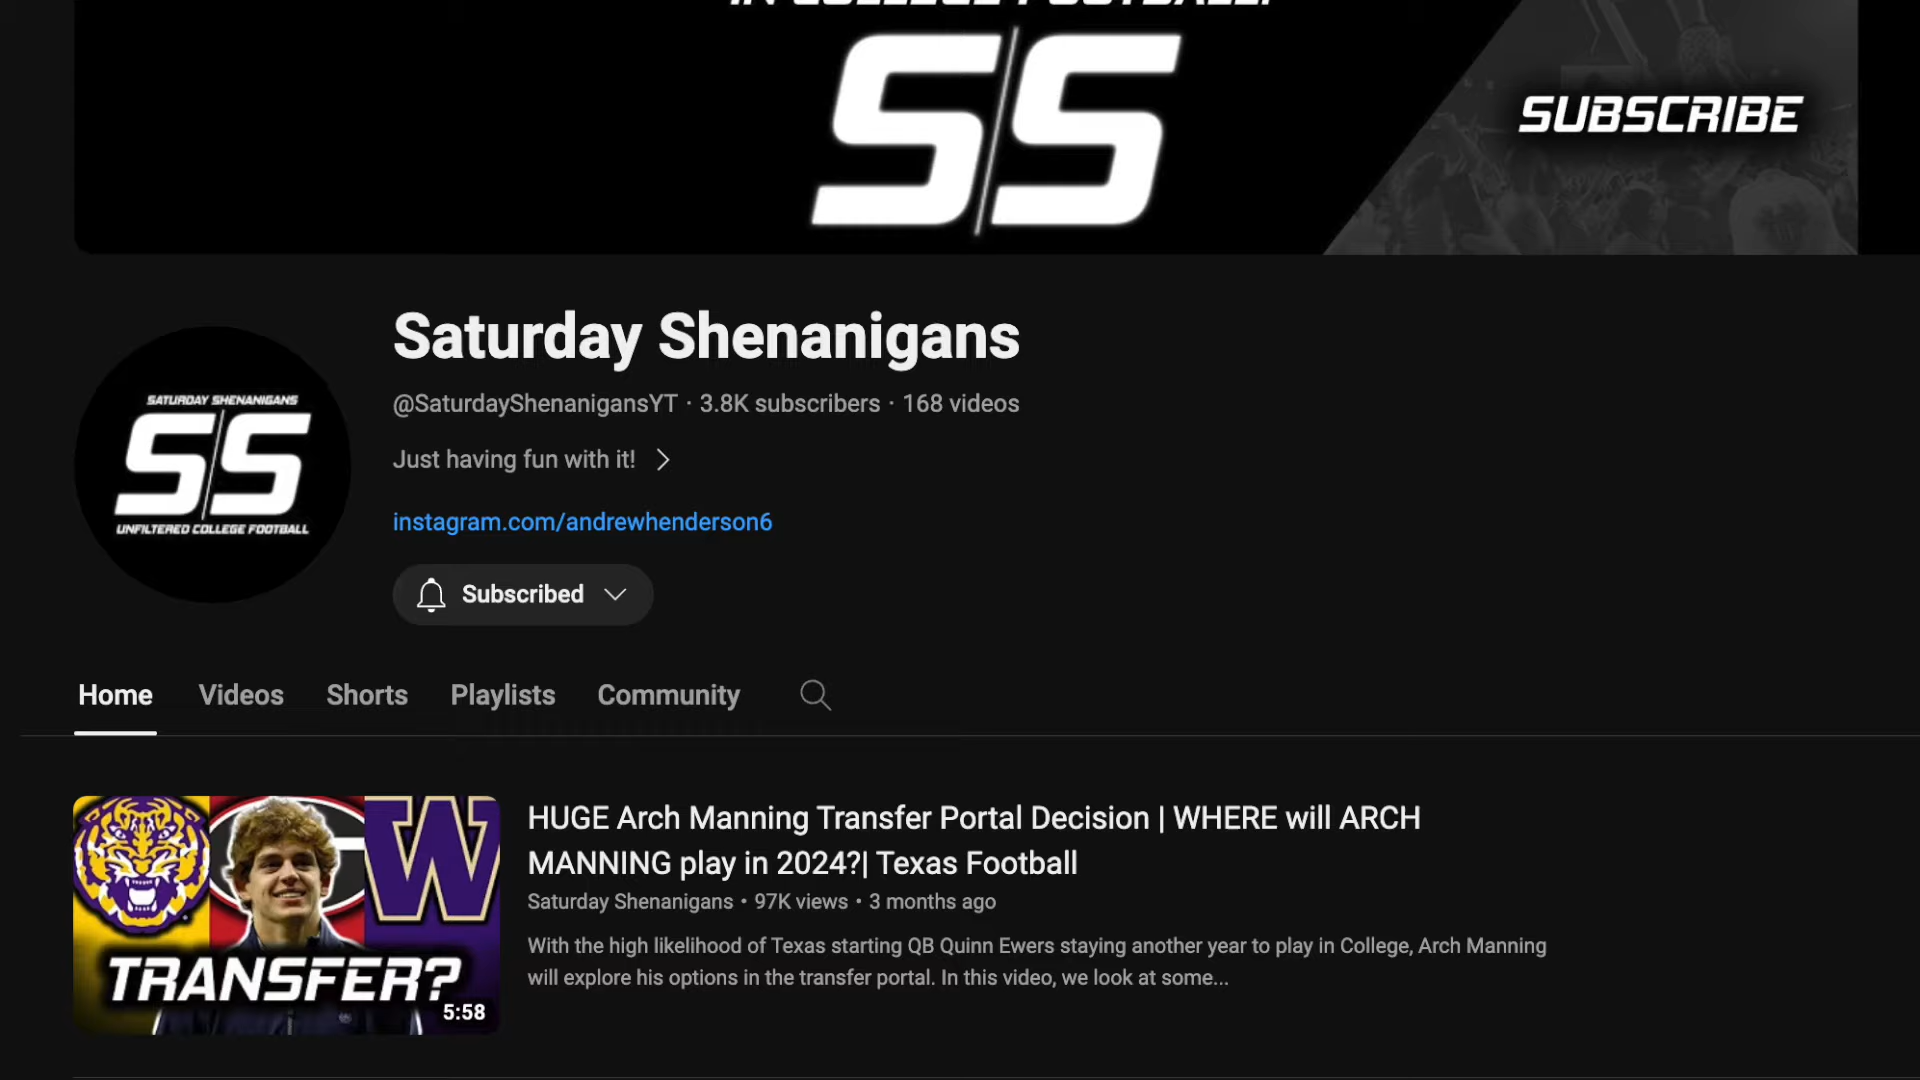 IN COLLEGE FOOTBALL!
SS
SUBSCRIBE
Saturday Shenanigans
SATURDAY SHENANIGANS
SS
UNFILTERED COLLEGE FOOTBALL
@SaturdayShenanigansYT · 3.8K subscribers · 168 videos
Just having fun with it!
instagram.com/andrewhenderson6
Subscribed
Home Videos Shorts Playlists Community
W
TRANSFER?
5:58
HUGE Arch Manning Transfer Portal Decision | WHERE will ARCH
MANNING play in 2024?| Texas Football
Saturday Shenanigans • 97K views • 3 months ago
With the high likelihood of Texas starting QB Quinn Ewers staying another year to play in College, Arch Manning
will explore his options in the transfer portal. In this video, we look at some...